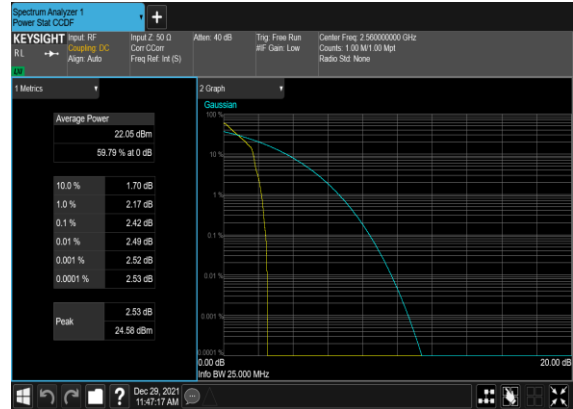 Spectrum Analyzer 1
Power Stat CCDF
KEYSIGHT
R L
LM
Input: RF
Coupling: DC
Align: Auto
Input Z: 50 Ω
Corr CCorr
Freq Ref: Int (S)
Atten: 40 dB
Trig: Free Run
#IF Gain: Low
Center Freq: 2.560000000 GHz
Counts: 1.00 M/1.00 Mpt
Radio Std: None
1 Metrics
Average Power
22.05 dBm
59.79 % at 0 dB
10.0 % 1.70 dB
1.0 % 2.17 dB
0.1 % 2.42 dB
0.01 % 2.49 dB
0.001 % 2.52 dB
0.0001 % 2.53 dB
Peak
2.53 dB
24.58 dBm
2 Graph
Gaussian
100 %
10 %
1 %
0.1 %
0.01 %
0.001 %
0.0001 %
0.00 dB
20.00 dB
Info BW 25.000 MHz
?
Dec 29, 2021
11:47:17 AM